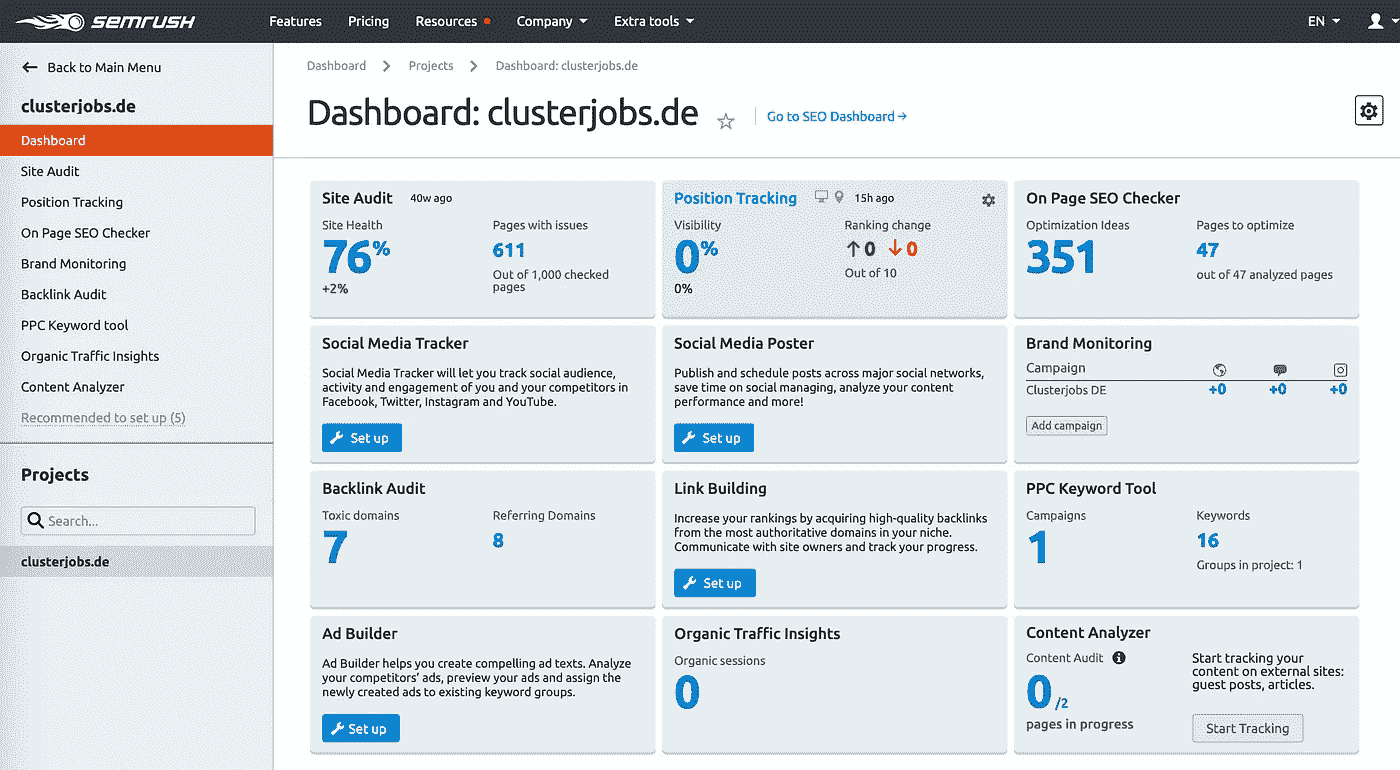 SEMRUSH Features Pricing Resources Company Extra tools EN
Back to Main Menu
clusterjobs.de
Dashboard
Site Audit
Position Tracking
On Page SEO Checker
Brand Monitoring
Backlink Audit
PPC Keyword tool
Organic Traffic Insights
Content Analyzer
Recommended to set up (5)
Projects
Search...
clusterjobs.de
Dashboard > Projects > Dashboard: clusterjobs.de
Dashboard: clusterjobs.de
Go to SEO Dashboard →
Site Audit 40w ago
Site Health
76%
+2%
Pages with issues
611
Out of 1,000 checked
pages
Position Tracking 15h ago
Visibility
0%
0%
Ranking change
↑0 ↓0
Out of 10
On Page SEO Checker
Optimization Ideas
351
Pages to optimize
47
out of 47 analyzed pages
Social Media Tracker
Social Media Tracker will let you track social audience,
activity and engagement of you and your competitors in
Facebook, Twitter, Instagram and YouTube.
Set up
Social Media Poster
Publish and schedule posts across major social networks,
save time on social managing, analyze your content
performance and more!
Set up
Brand Monitoring
Campaign
Clusterjobs DE +0 +0 +0
Add campaign
Backlink Audit
Toxic domains
7
Referring Domains
8
Link Building
Increase your rankings by acquiring high-quality backlinks
from the most authoritative domains in your niche.
Communicate with site owners and track your progress.
Set up
PPC Keyword Tool
Campaigns
1
Keywords
16
Groups in project: 1
Ad Builder
Ad Builder helps you create compelling ad texts. Analyze
your competitors' ads, preview your ads and assign the
newly created ads to existing keyword groups.
Set up
Organic Traffic Insights
Organic sessions
0
Content Analyzer
Content Audit
0/2
pages in progress
Start tracking your
content on external sites:
guest posts, articles.
Start Tracking